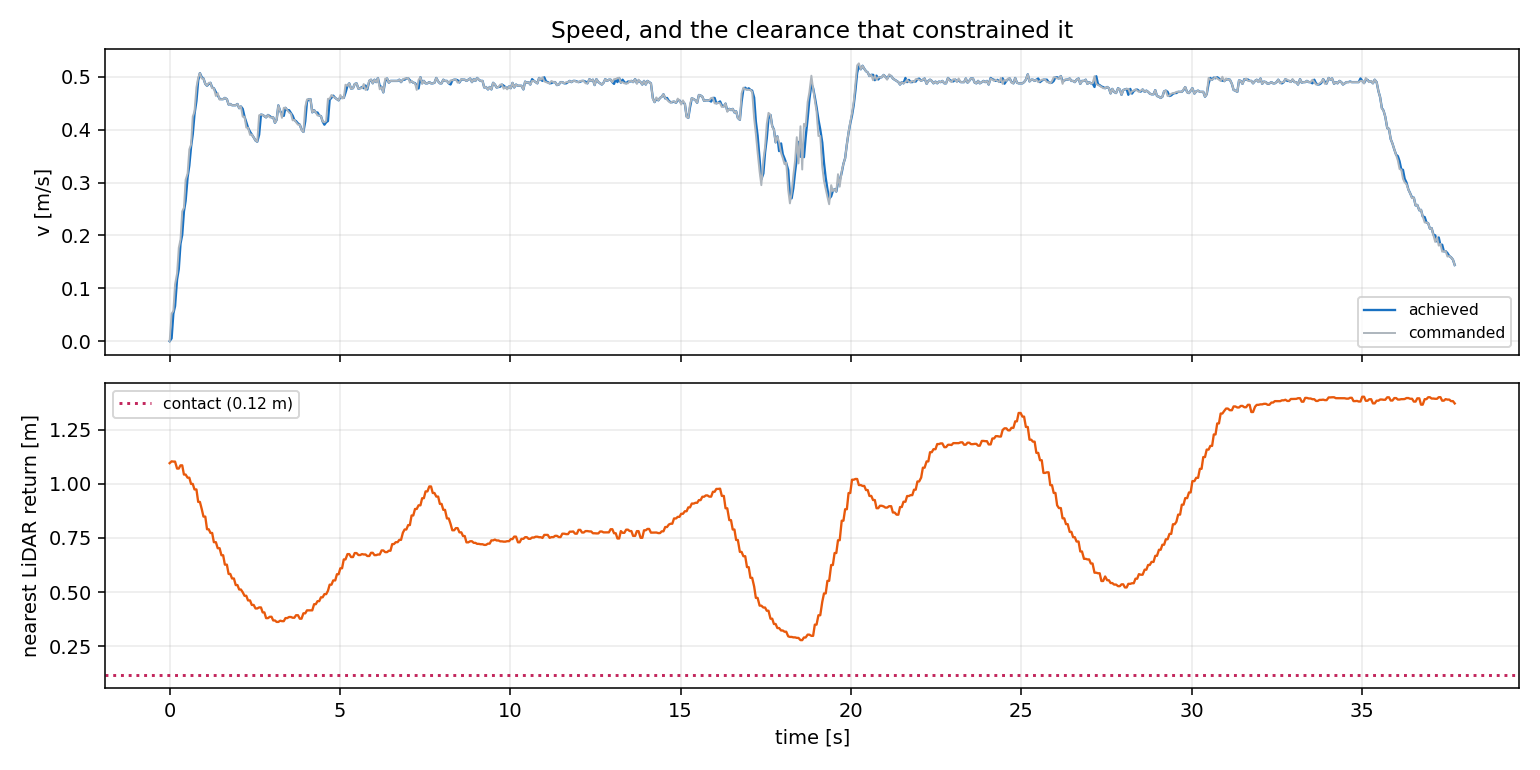 Speed, and the clearance that constrained it
v [m/s]
0.5
0.4
0.3
0.2
0.1
0.0
achieved
commanded
nearest LiDAR return [m]
1.25
1.00
0.75
0.50
0.25
contact (0.12 m)
0 5 10 15 20 25 30 35
time [s]